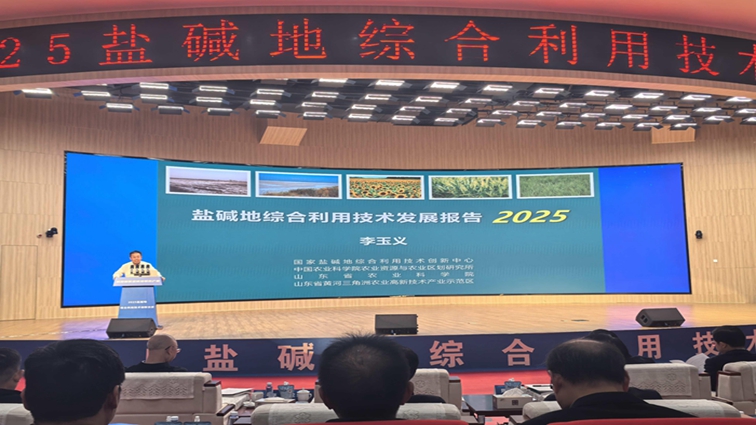 25盐碱地综合利用技术
盐碱地综合利用技术发展报告 2025
李玉义
国家盐碱地综合利用技术创新中心
中国农业科学院农业资源与农业区划研究所
山东省农业科学院
山东省黄河三角洲农业高新技术产业示范区
盐碱地综合利用技术